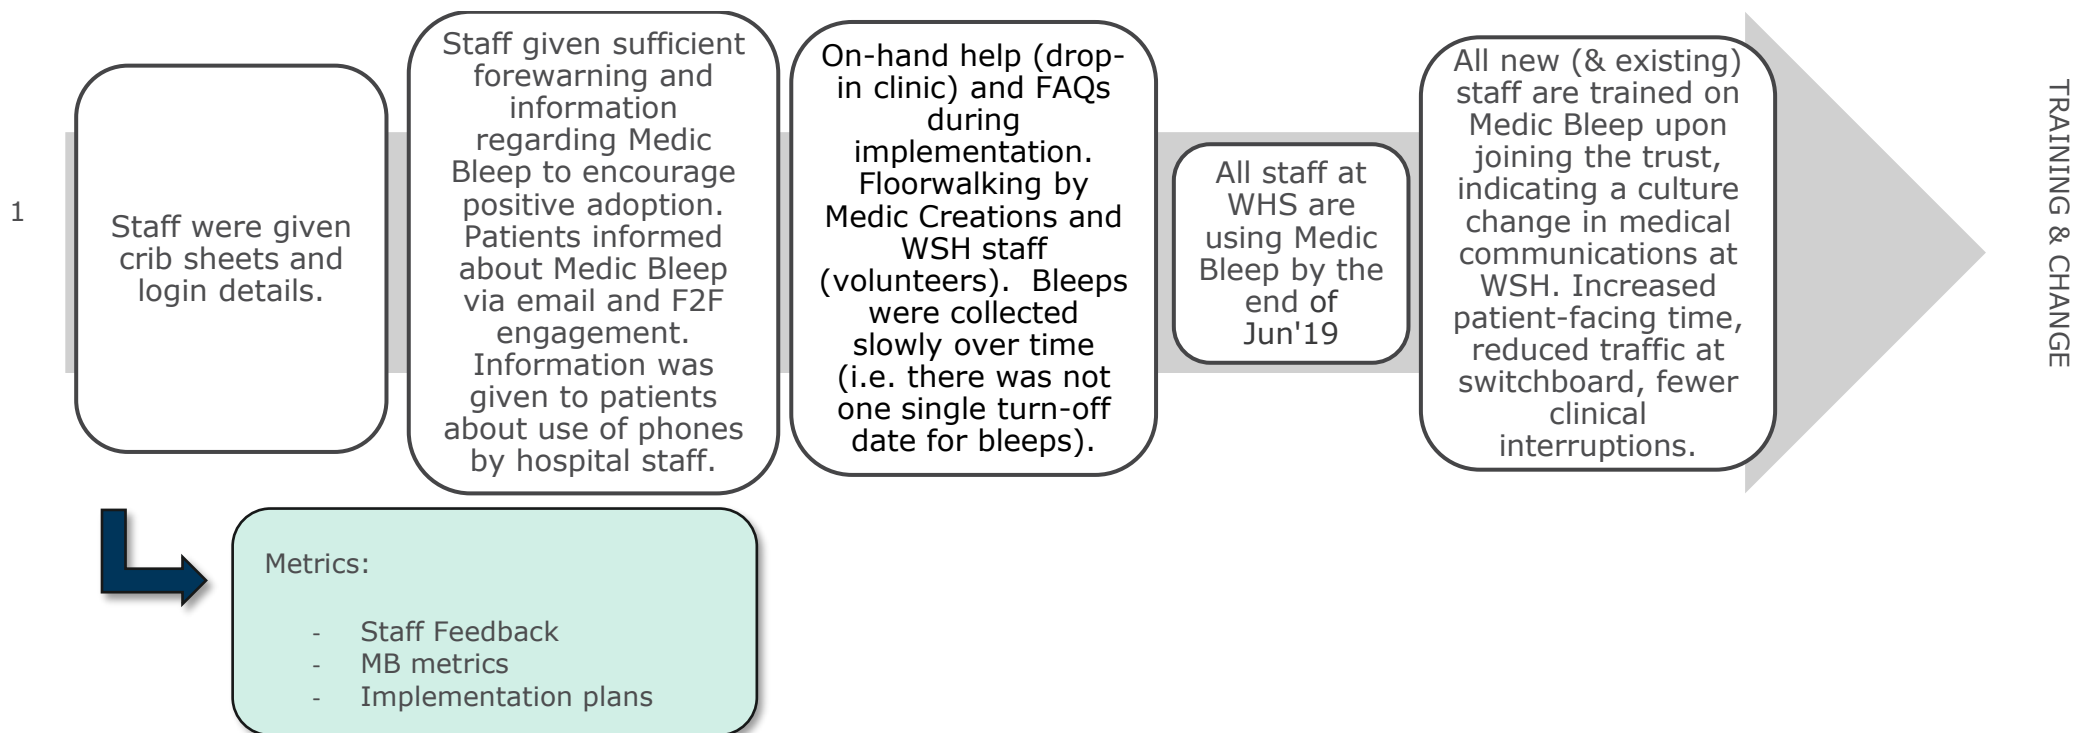 1
Staff were given
crib sheets and
login details.
Staff given sufficient
forewarning and
information
regarding Medic
Bleep to encourage
positive adoption.
Patients informed
about Medic Bleep
via email and F2F
engagement.
Information was
given to patients
about use of phones
by hospital staff.
On-hand help (drop-
in clinic) and FAQs
during
implementation.
Floorwalking by
Medic Creations and
WSH staff
(volunteers).  Bleeps
were collected
slowly over time
(i.e. there was not
one single turn-off
date for bleeps).
All staff at
WHS are
using Medic
Bleep by the
end of
Jun'19
All new (& existing)
staff are trained on
Medic Bleep upon
joining the trust,
indicating a culture
change in medical
communications at
WSH. Increased
patient-facing time,
reduced traffic at
switchboard, fewer
clinical
interruptions.
TRAINING & CHANGE
Metrics:
- Staff Feedback
- MB metrics
- Implementation plans